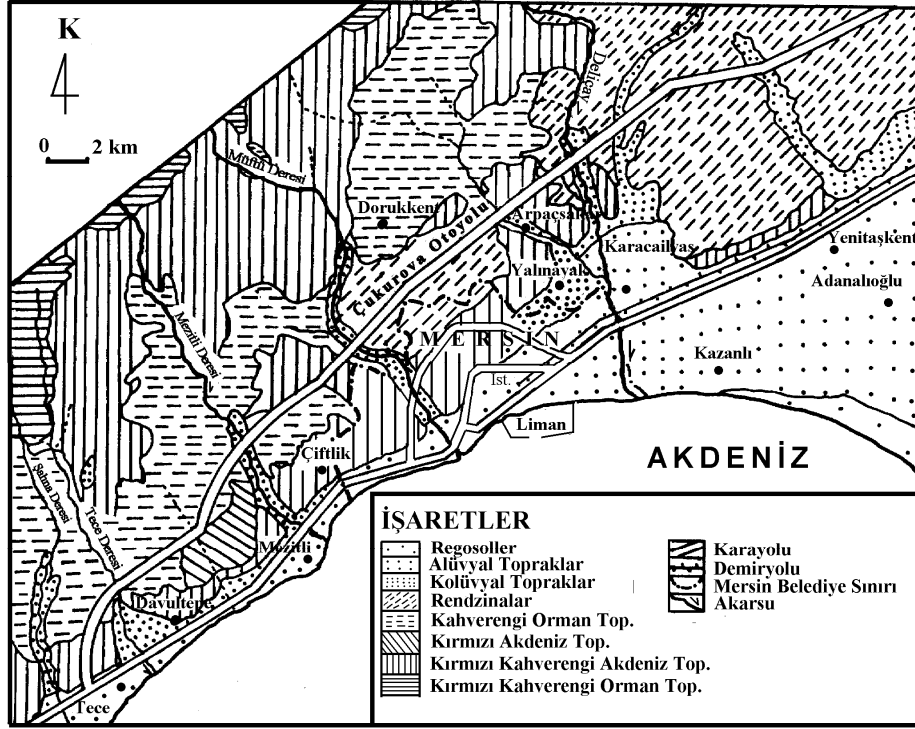 K
0 2 km
Deliçay
Müftü Deresi
Dorukkent
Çukurova Otoyolu
Karacailyas
Yenitaşkent
Yalınayak
Adanalıoğlu
Mezitli Deresi
MERSİN
Kazanlı
Ist.
Liman
Çiftlik
AKDENİZ
Tece Deresi
Mezitli
Davultepe
Tece
İŞARETLER
Regosoller
Alüvyal Topraklar
Kolüvyal Topraklar
Rendzinalar
Kahverengi Orman Top.
Kırmızı Akdeniz Top.
Kırmızı Kahverengi Akdeniz Top.
Kırmızı Kahverengi Orman Top.
Karayolu
Demiryolu
Mersin Belediye Sınırı
Akarsu